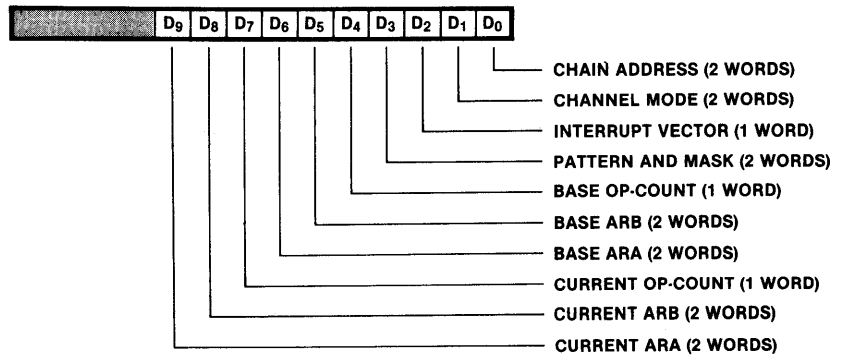 D9 D8 D7 D6 D5 D4 D3 D2 D1 D0
CHAIN ADDRESS (2 WORDS)
CHANNEL MODE (2 WORDS)
INTERRUPT VECTOR (1 WORD)
PATTERN AND MASK (2 WORDS)
BASE OP-COUNT (1 WORD)
BASE ARB (2 WORDS)
BASE ARA (2 WORDS)
CURRENT OP-COUNT (1 WORD)
CURRENT ARB (2 WORDS)
CURRENT ARA (2 WORDS)